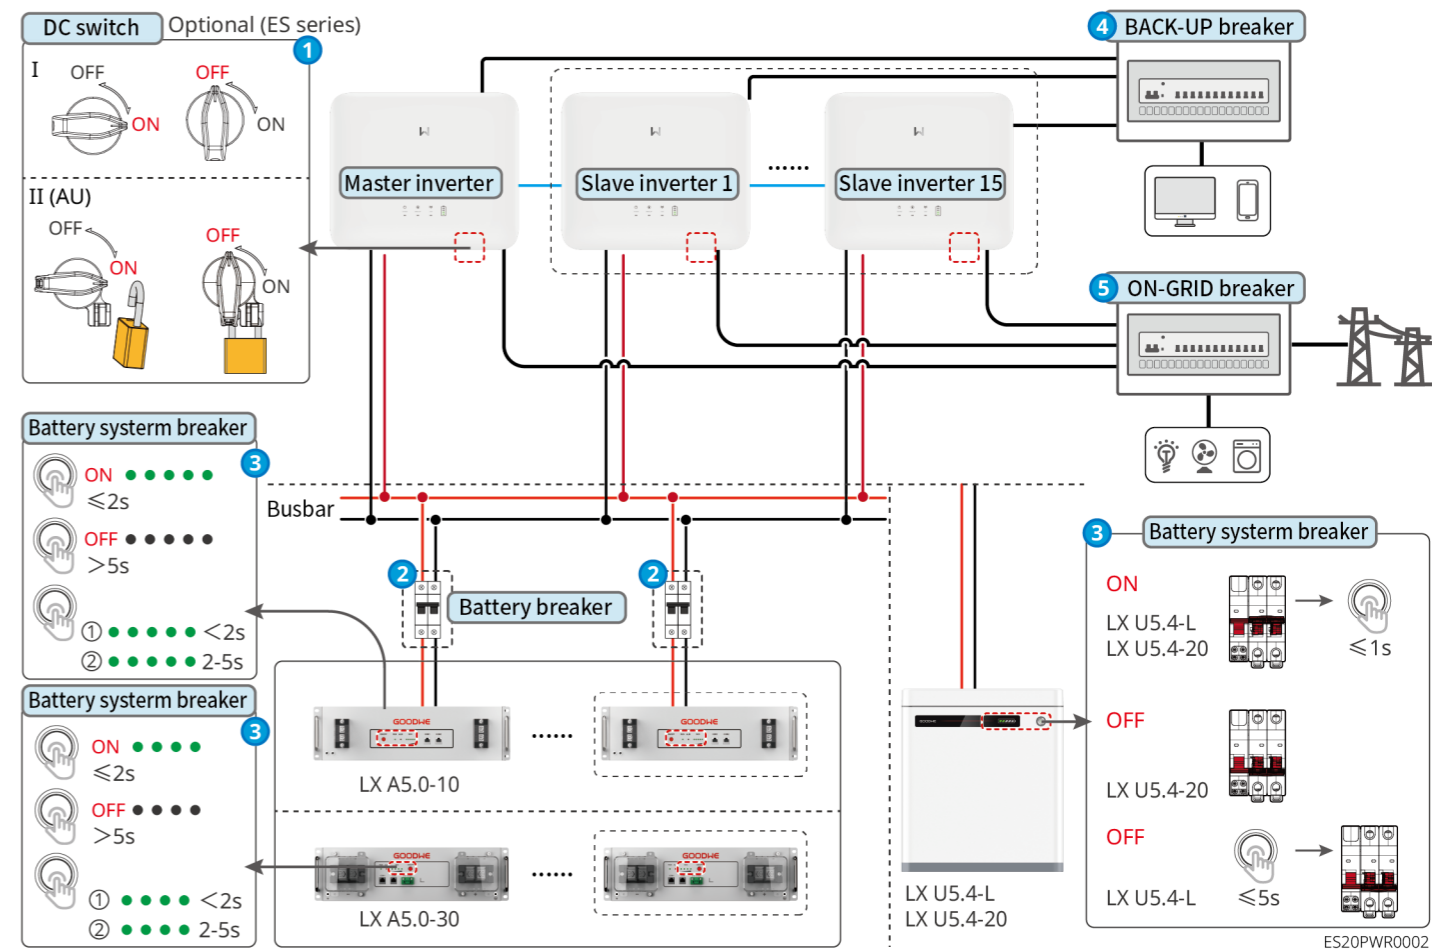 DC switch
Optional (ES series)
1
I
OFF
ON
OFF
ON
II (AU)
OFF
ON
OFF
ON
Master inverter
Slave inverter 1
......
Slave inverter 15
4
BACK-UP breaker
5
ON-GRID breaker
Battery systerm breaker
3
ON
≤2s
OFF
>5s
① <2s
② 2-5s
Battery systerm breaker
3
ON
≤2s
OFF
>5s
① <2s
② 2-5s
Busbar
2
Battery breaker
2
GOODWE
......
GOODWE
LX A5.0-10
GOODWE
......
GOODWE
LX A5.0-30
GOODWE
LX U5.4-L
LX U5.4-20
3
Battery systerm breaker
ON
LX U5.4-L
LX U5.4-20
≤1s
OFF
LX U5.4-20
OFF
LX U5.4-L
≤5s
ES20PWR0002